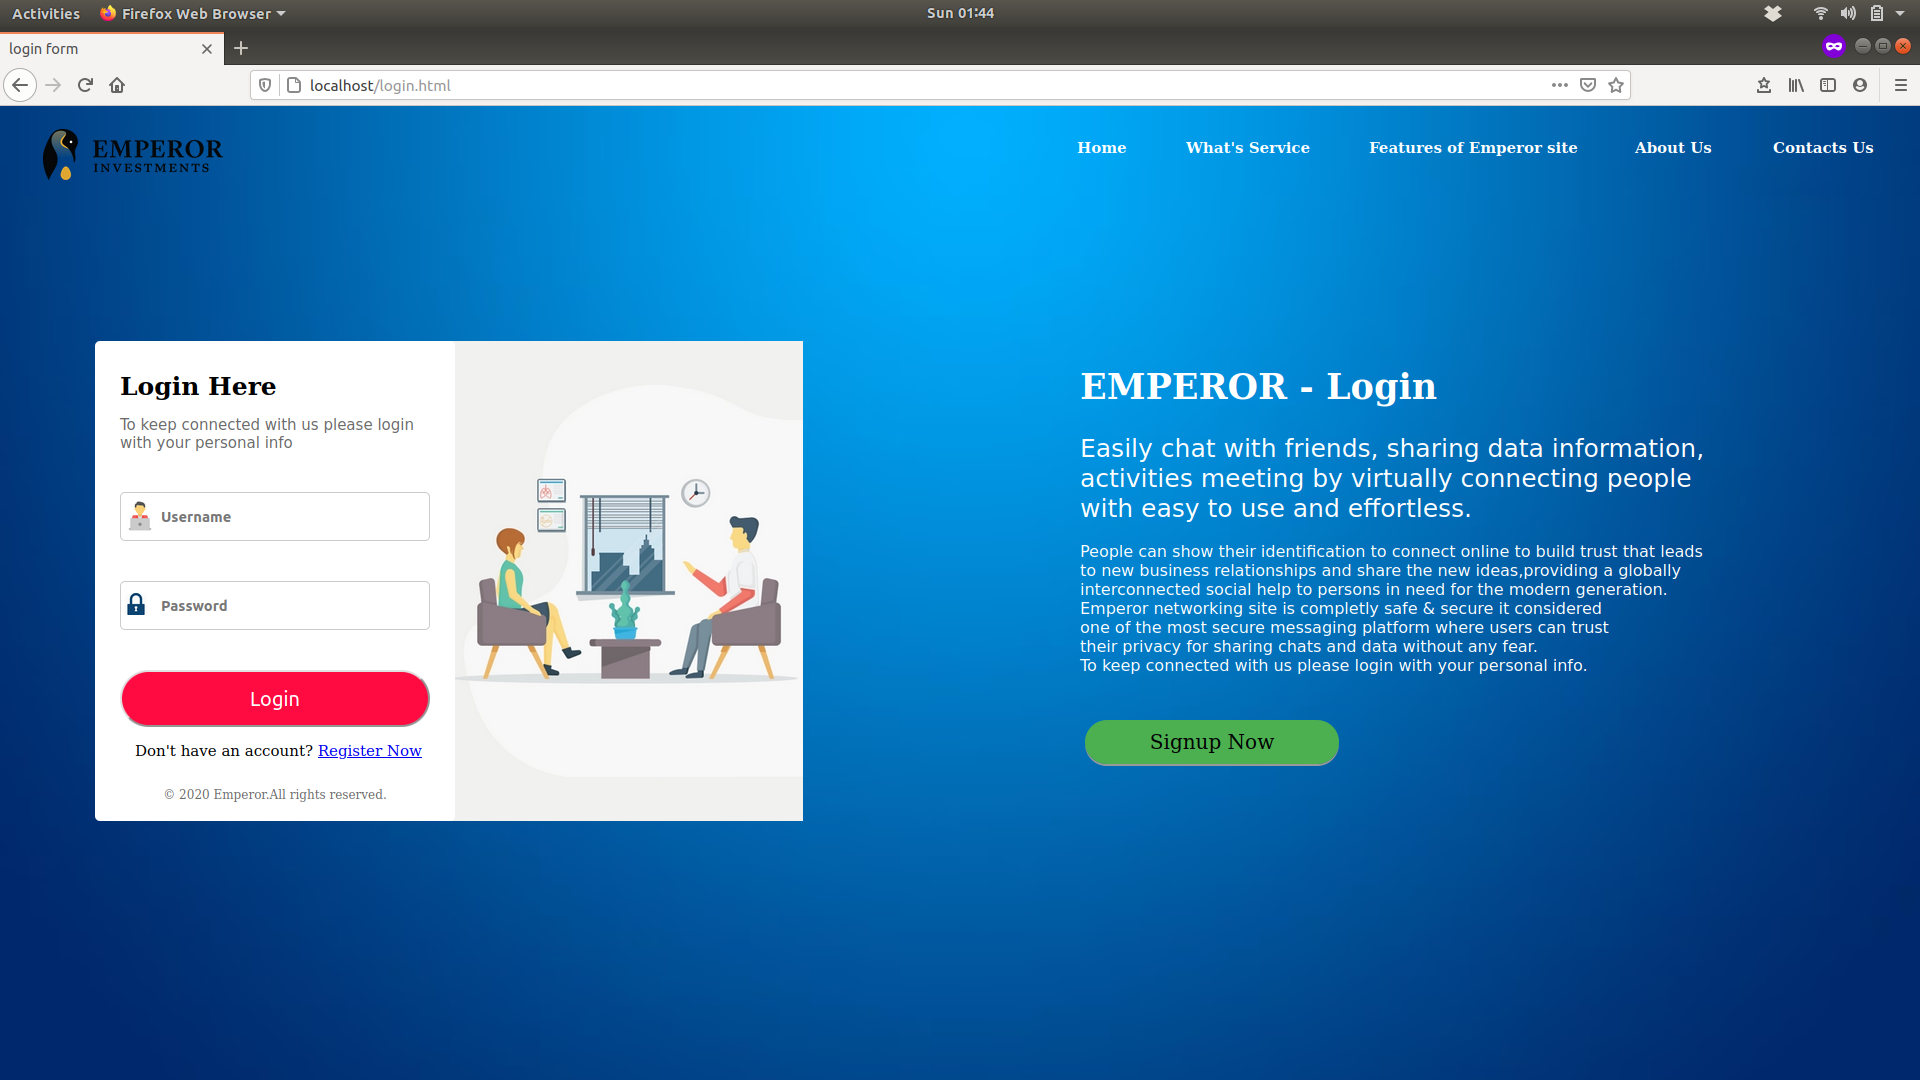 Activities
Firefox Web Browser
Sun 01:44
login form
localhost/login.html
EMPEROR
INVESTMENTS
Home
What's Service
Features of Emperor site
About Us
Contacts Us
Login Here
To keep connected with us please login
with your personal info
Username
Password
Login
Don't have an account? Register Now
© 2020 Emperor.All rights reserved.
EMPEROR - Login
Easily chat with friends, sharing data information,
activities meeting by virtually connecting people
with easy to use and effortless.
People can show their identification to connect online to build trust that leads
to new business relationships and share the new ideas,providing a globally
interconnected social help to persons in need for the modern generation.
Emperor networking site is completly safe & secure it considered
one of the most secure messaging platform where users can trust
their privacy for sharing chats and data without any fear.
To keep connected with us please login with your personal info.
Signup Now